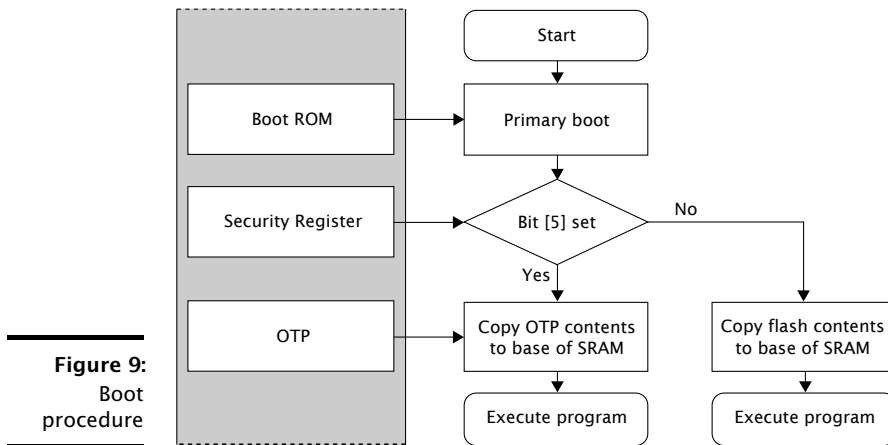 Start
Boot ROM
Primary boot
Security Register
Bit [5] set
No
Yes
OTP
Copy OTP contents
to base of SRAM
Copy flash contents
to base of SRAM
Execute program
Execute program
Figure 9:
Boot
procedure